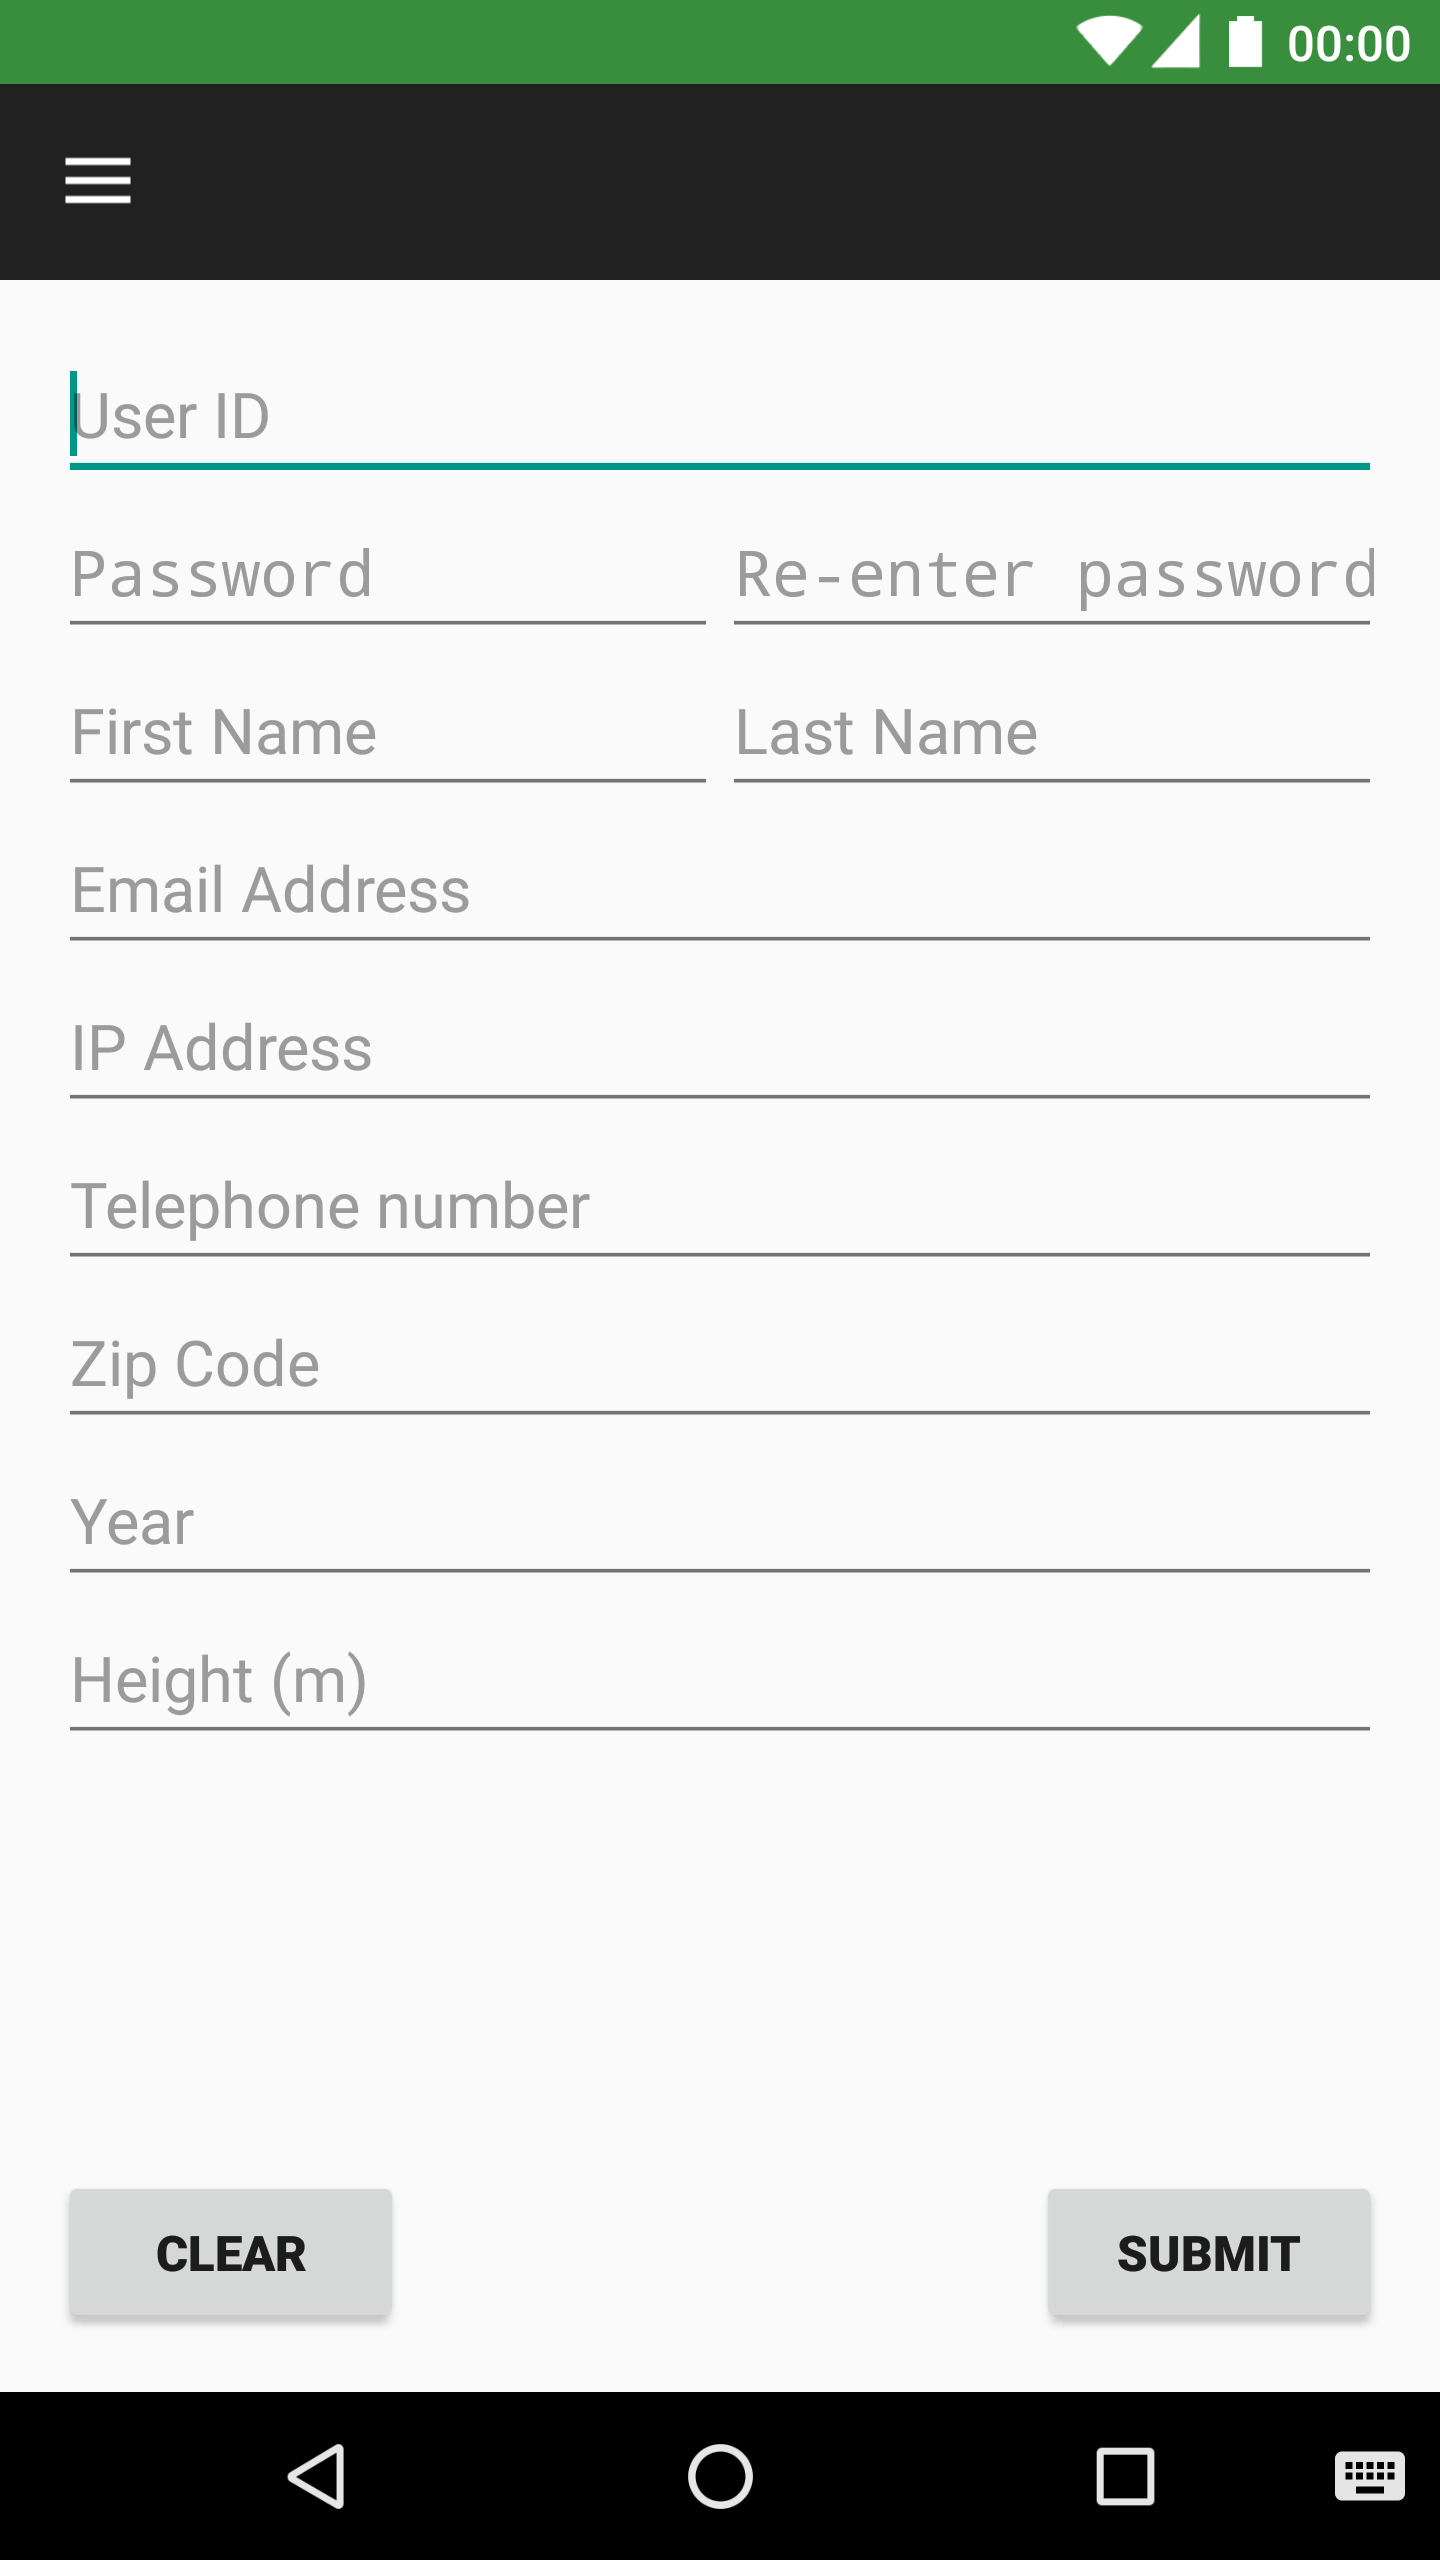 00:00
User ID
Password Re-enter password
First Name Last Name
Email Address
IP Address
Telephone number
Zip Code
Year
Height (m)
CLEAR SUBMIT